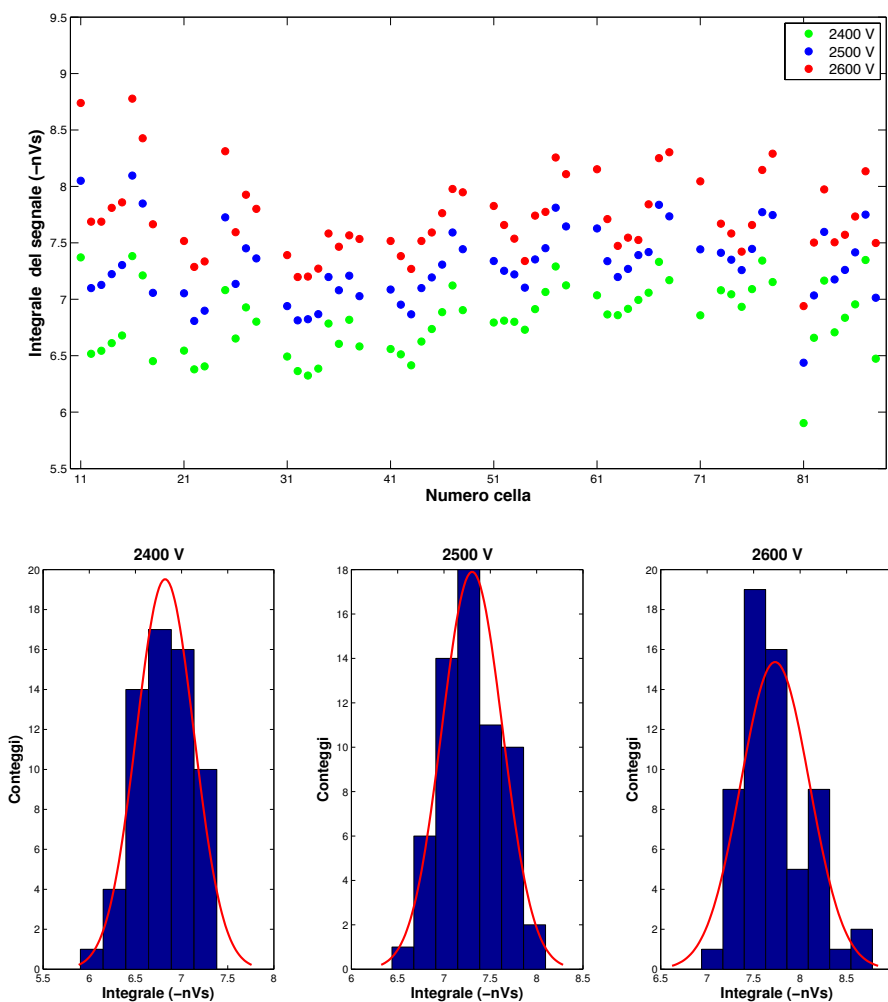 9.5
9
8.5
8
7.5
7
6.5
6
5.5
Integrale del segnale (−nVs)
2400 V
2500 V
2600 V
11 21 31 41 51 61 71 81
Numero cella
2400 V
20
18
16
14
12
10
8
6
4
2
0
Conteggi)
5.5 6 6.5 7 7.5 8
Integrale (−nVs)
2500 V
18
16
14
12
10
8
6
4
2
0
Conteggi
6 6.5 7 7.5 8 8.5
Integrale (−nVs)
2600 V
20
18
16
14
12
10
8
6
4
2
0
Conteggi
6.5 7 7.5 8 8.5
Integrale (−nVs)